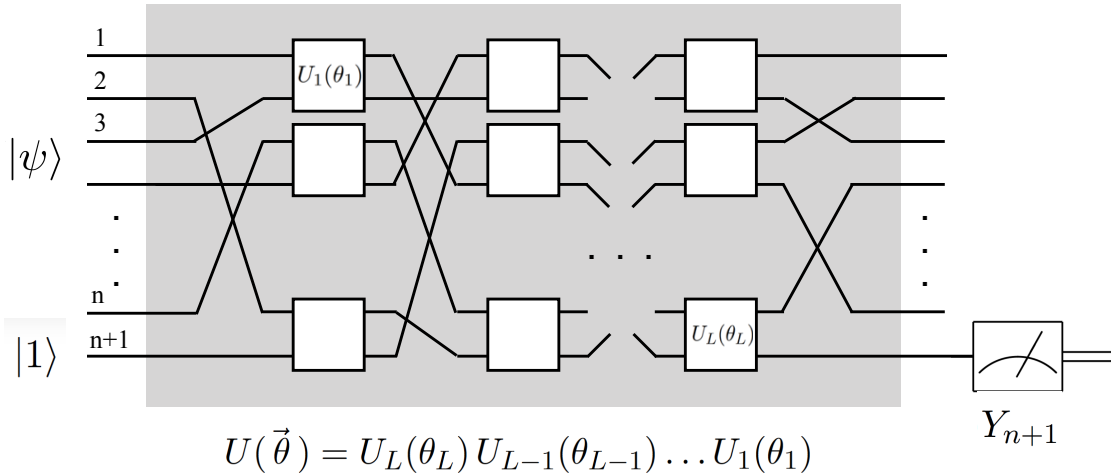 1
U_1(θ_1)
2
3
|ψ⟩
.
.
.
. . .
.
.
.
n
|1⟩
n+1
U_L(θ_L)
Y_{n+1}
U(\vec{θ}) = U_L(θ_L) U_{L−1}(θ_{L−1}) … U_1(θ_1)